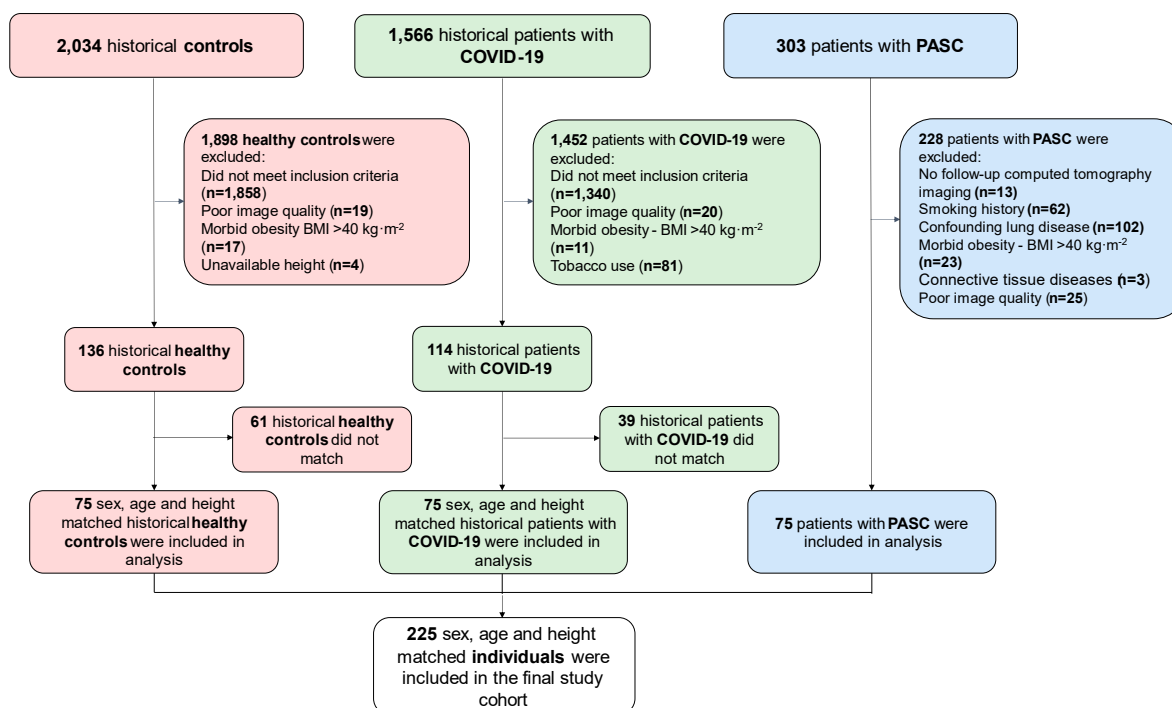 2,034 historical controls
1,566 historical patients with
COVID-19
303 patients with PASC
1,898 healthy controls were
excluded:
Did not meet inclusion criteria
(n=1,858)
Poor image quality (n=19)
Morbid obesity BMI >40 kg·m-2
(n=17)
Unavailable height (n=4)
1,452 patients with COVID-19 were
excluded:
Did not meet inclusion criteria
(n=1,340)
Poor image quality (n=20)
Morbid obesity - BMI >40 kg·m-2
(n=11)
Tobacco use (n=81)
228 patients with PASC were
excluded:
No follow-up computed tomography
imaging (n=13)
Smoking history (n=62)
Confounding lung disease (n=102)
Morbid obesity - BMI >40 kg·m-2
(n=23)
Connective tissue diseases (n=3)
Poor image quality (n=25)
136 historical healthy
controls
114 historical patients
with COVID-19
61 historical healthy
controls did not
match
39 historical patients
with COVID-19 did
not match
75 sex, age and height
matched historical healthy
controls were included in
analysis
75 sex, age and height
matched historical patients with
COVID-19 were included in
analysis
75 patients with PASC were
included in analysis
225 sex, age and height
matched individuals were
included in the final study
cohort